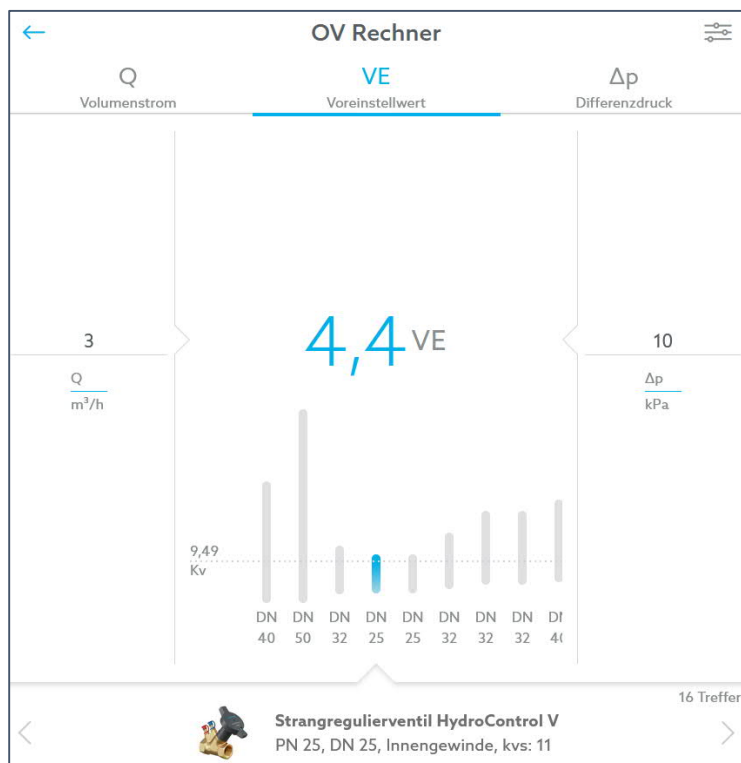 OV Rechner
Q
Volumenstrom
VE
Voreinstellwert
Δp
Differenzdruck
3
Q
m³/h
4,4 VE
10
Δp
kPa
9,49
Kv
DN DN DN DN DN DN DN DN
40 50 32 25 25 32 32 32
16 Treffer
Strangregulierventil HydroControl V
PN 25, DN 25, Innengewinde, kvs: 11